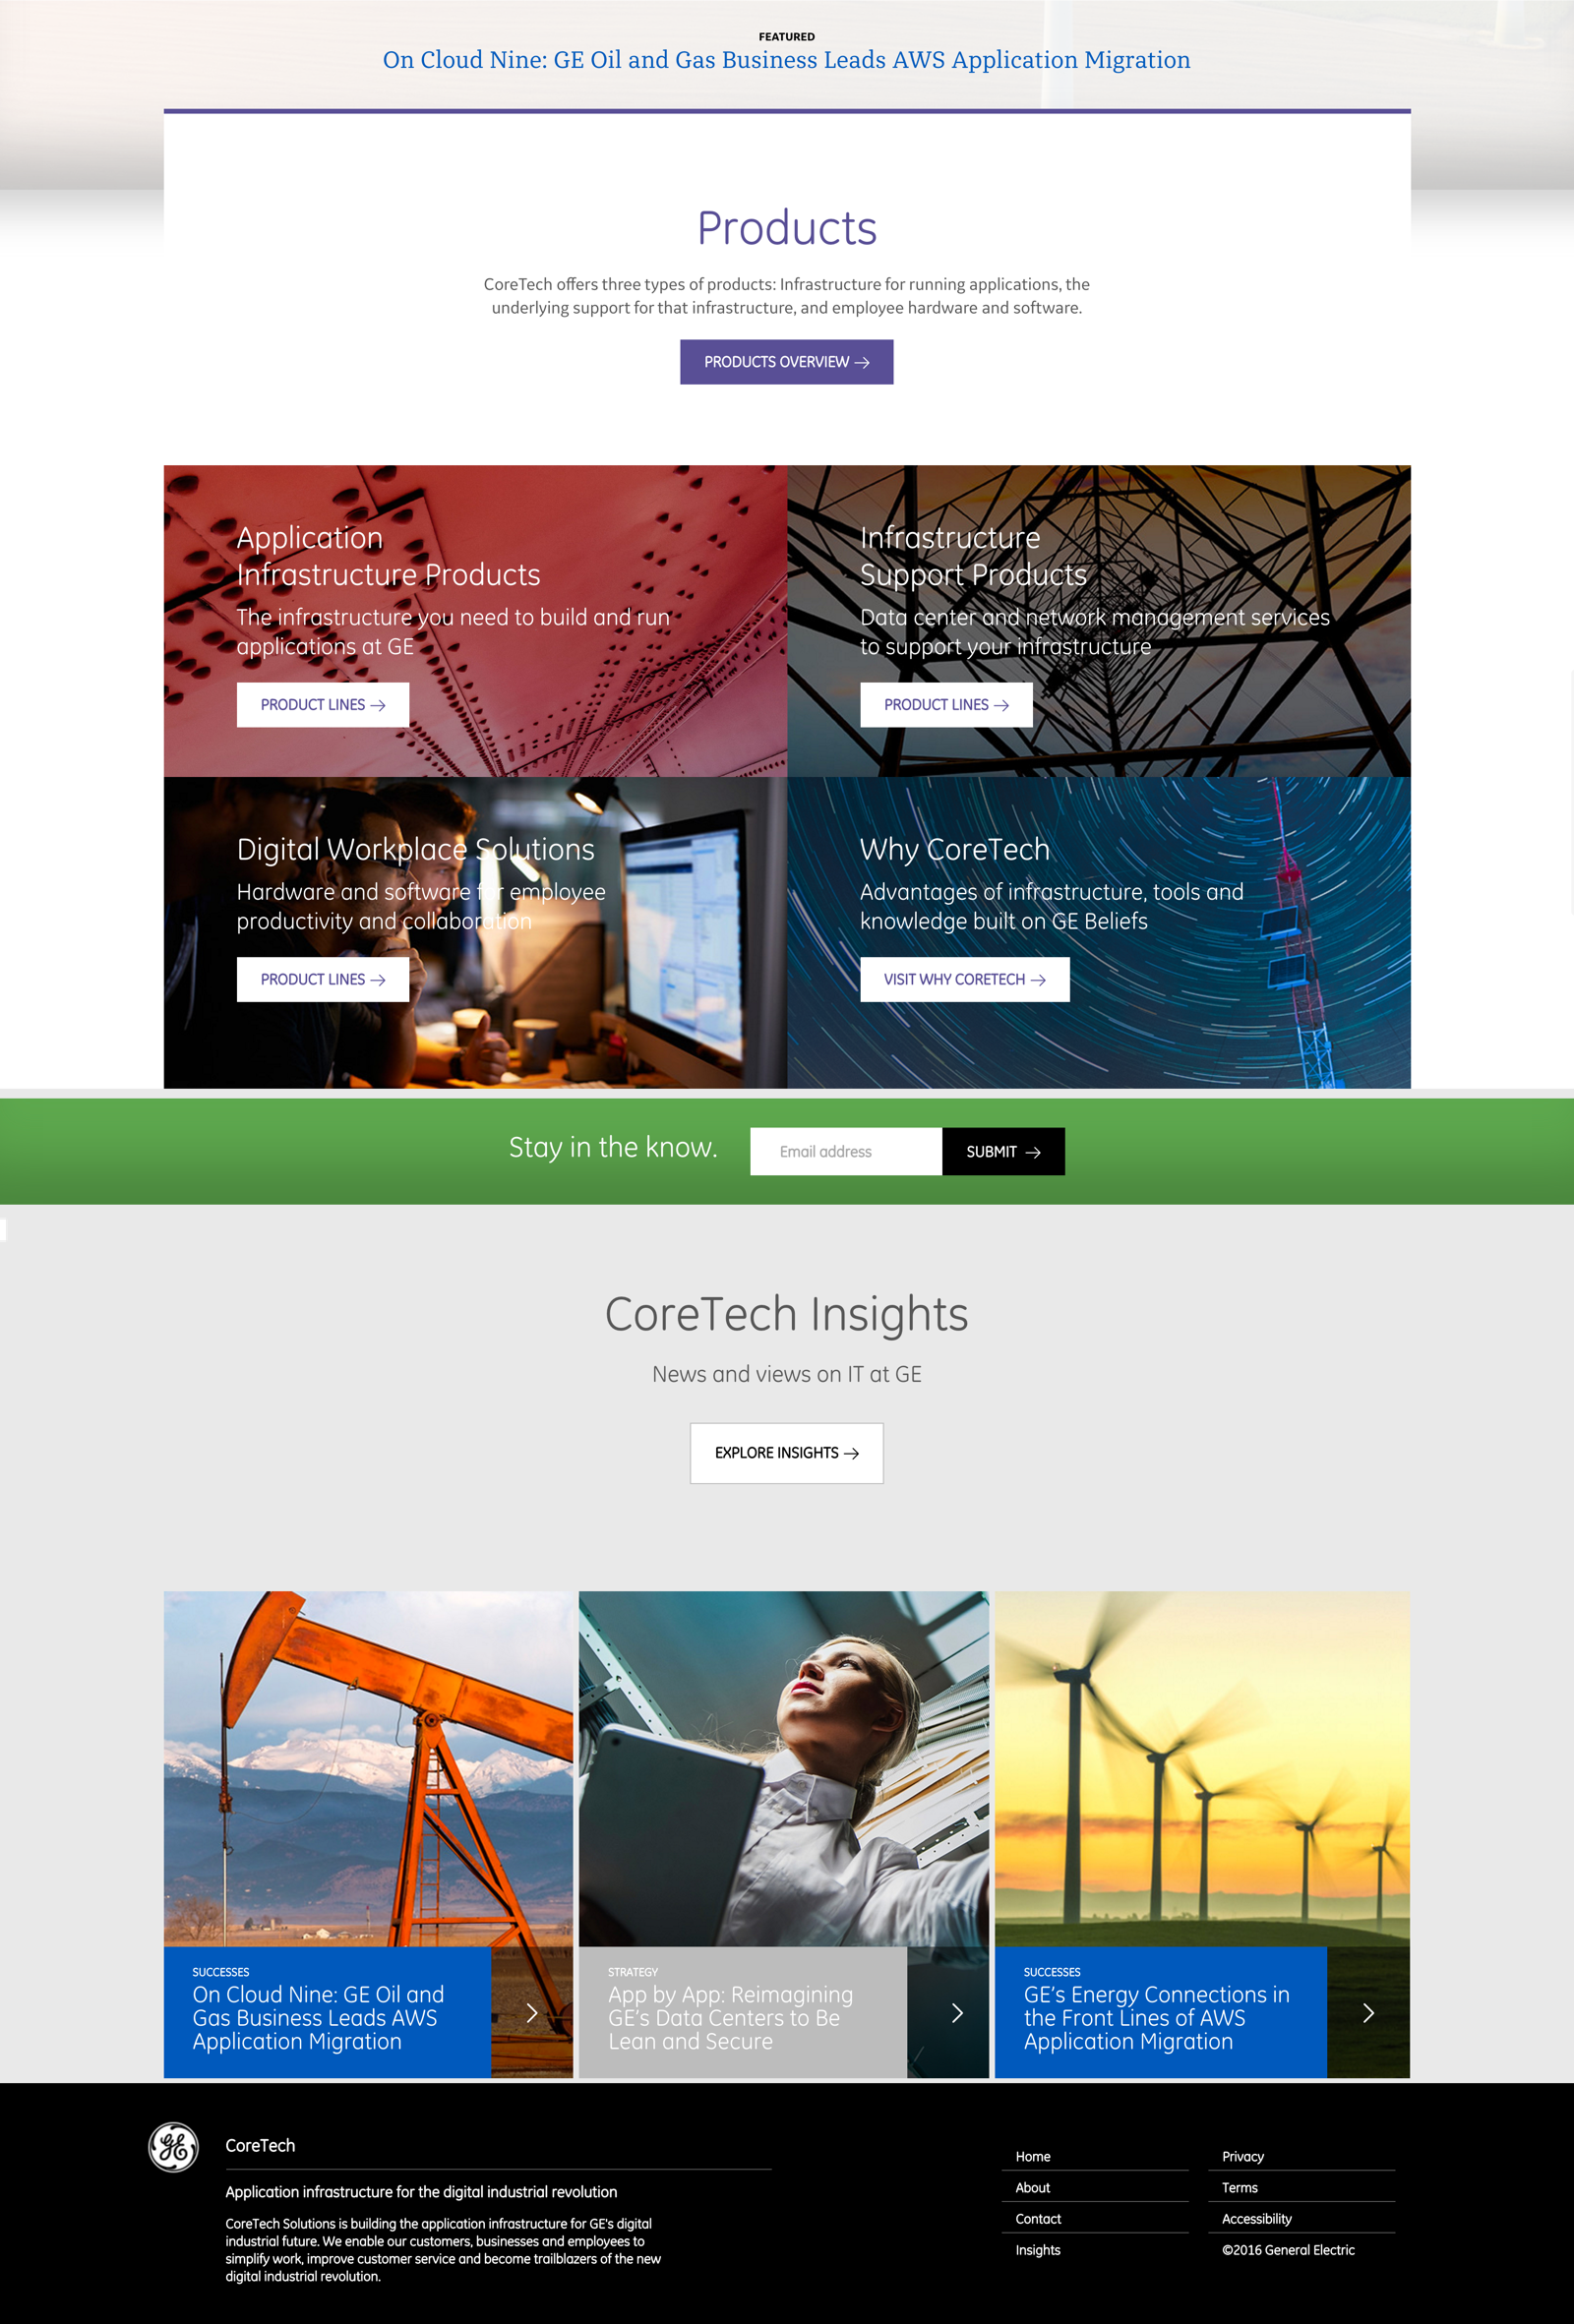 FEATURED
On Cloud Nine: GE Oil and Gas Business Leads AWS Application Migration
Products
CoreTech offers three types of products: Infrastructure for running applications, the
underlying support for that infrastructure, and employee hardware and software.
PRODUCTS OVERVIEW →
Application
Infrastructure Products
The infrastructure you need to build and run
applications at GE
PRODUCT LINES →
Infrastructure
Support Products
Data center and network management services
to support your infrastructure
PRODUCT LINES →
Digital Workplace Solutions
Hardware and software for employee
productivity and collaboration
PRODUCT LINES →
Why CoreTech
Advantages of infrastructure, tools and
knowledge built on GE Beliefs
VISIT WHY CORETECH →
Stay in the know.
Email address
SUBMIT →
CoreTech Insights
News and views on IT at GE
EXPLORE INSIGHTS →
SUCCESSES
On Cloud Nine: GE Oil and
Gas Business Leads AWS
Application Migration
STRATEGY
App by App: Reimagining
GE's Data Centers to Be
Lean and Secure
SUCCESSES
GE's Energy Connections in
the Front Lines of AWS
Application Migration
GE
CoreTech
Application infrastructure for the digital industrial revolution
CoreTech Solutions is building the application infrastructure for GE's digital
industrial future. We enable our customers, businesses and employees to
simplify work, improve customer service and become trailblazers of the new
digital industrial revolution.
Home
About
Contact
Insights
Privacy
Terms
Accessibility
©2016 General Electric